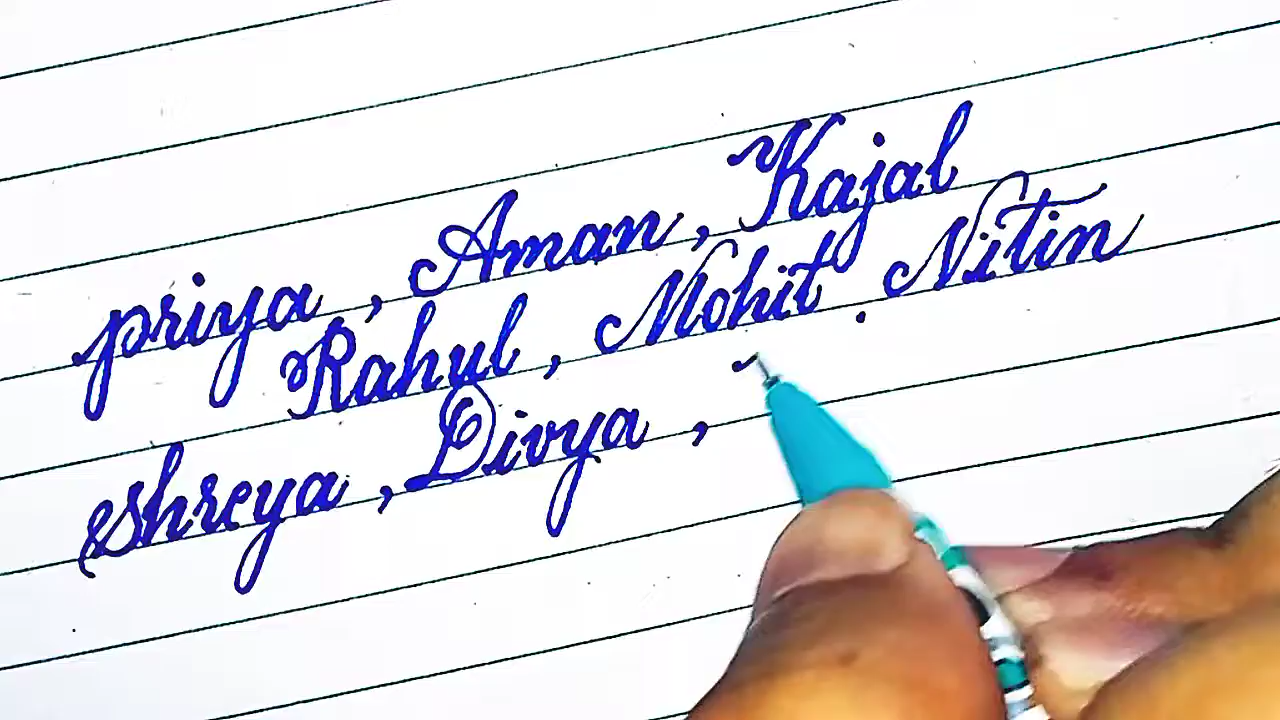 priya, Aman, Kajal
Rahul, Mohit. Nitin
Shreya, Divya,